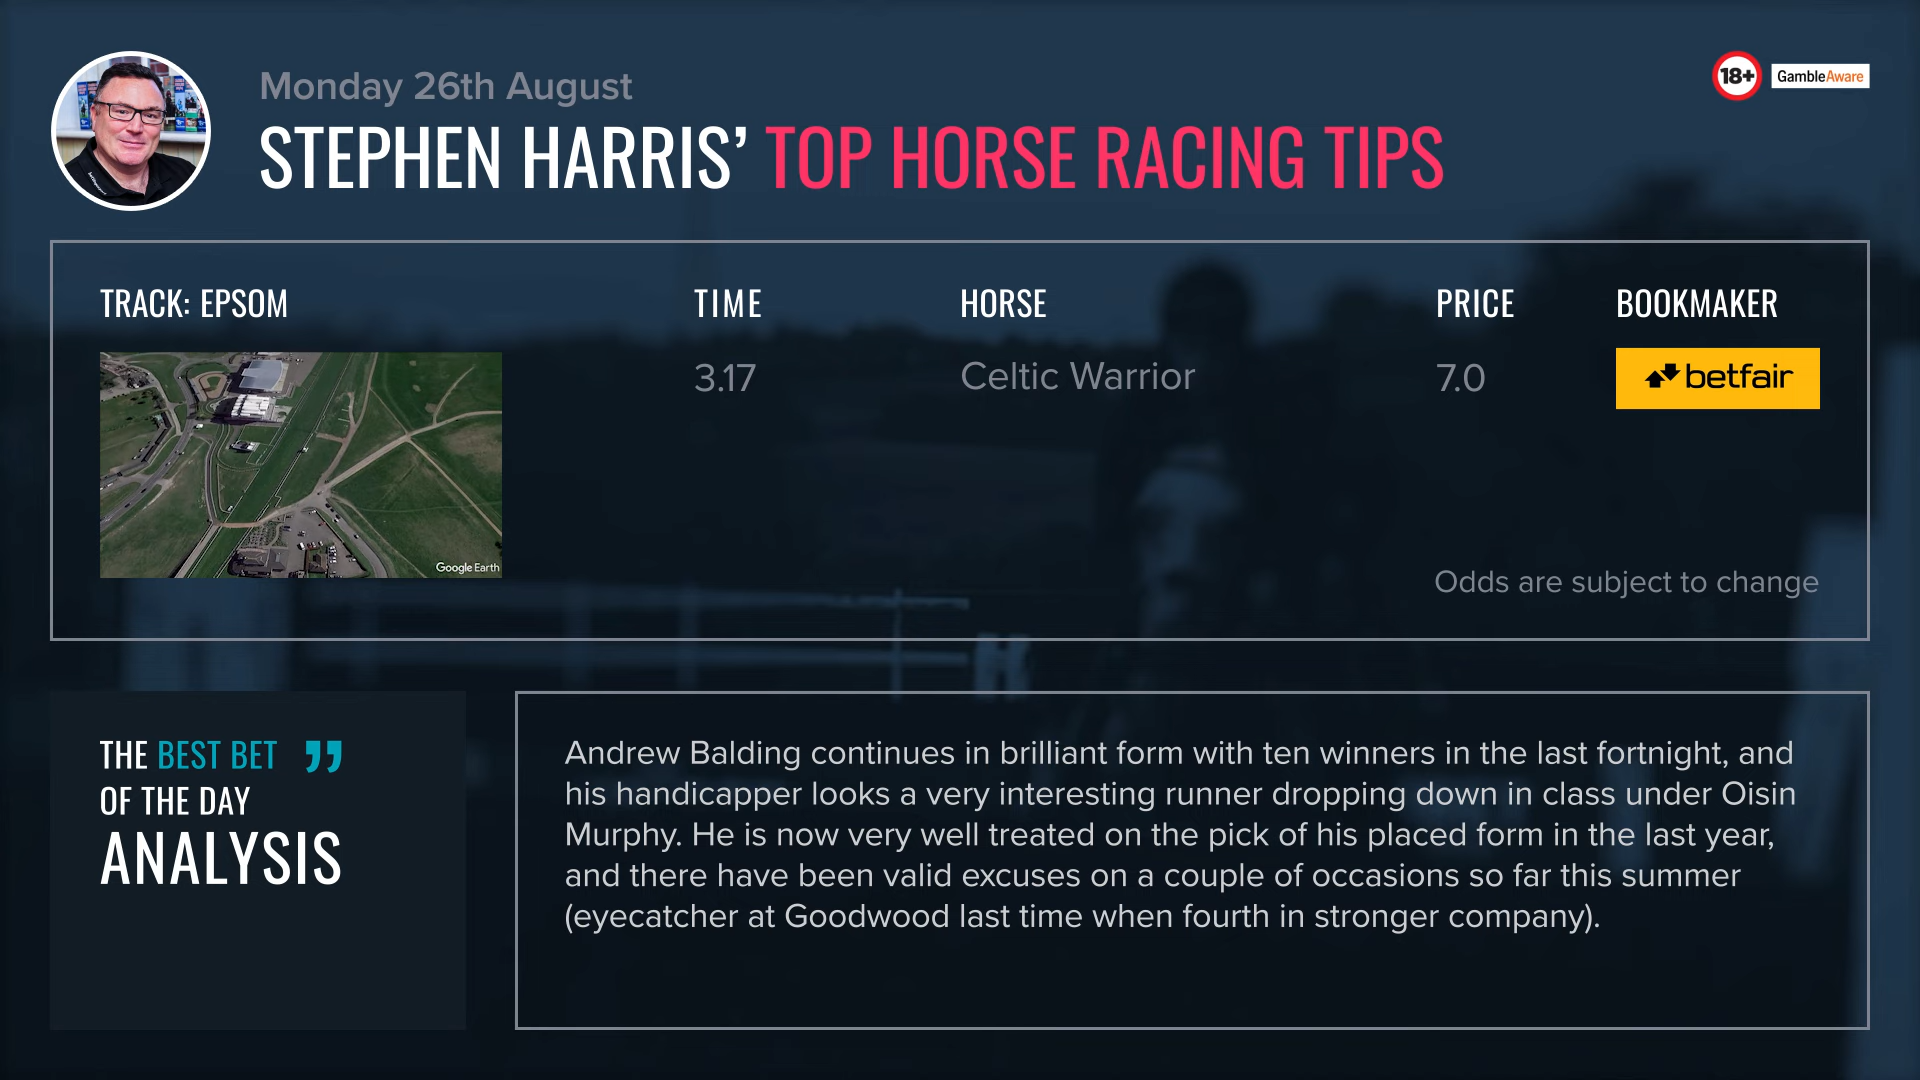 Monday 26th August
STEPHEN HARRIS’ TOP HORSE RACING TIPS
18+
GambleAware
TRACK: EPSOM
TIME
HORSE
PRICE
BOOKMAKER
3.17
Celtic Warrior
7.0
betfair
Google Earth
Odds are subject to change
THE BEST BET ”
OF THE DAY
ANALYSIS
Andrew Balding continues in brilliant form with ten winners in the last fortnight, and
his handicapper looks a very interesting runner dropping down in class under Oisin
Murphy. He is now very well treated on the pick of his placed form in the last year,
and there have been valid excuses on a couple of occasions so far this summer
(eyecatcher at Goodwood last time when fourth in stronger company).